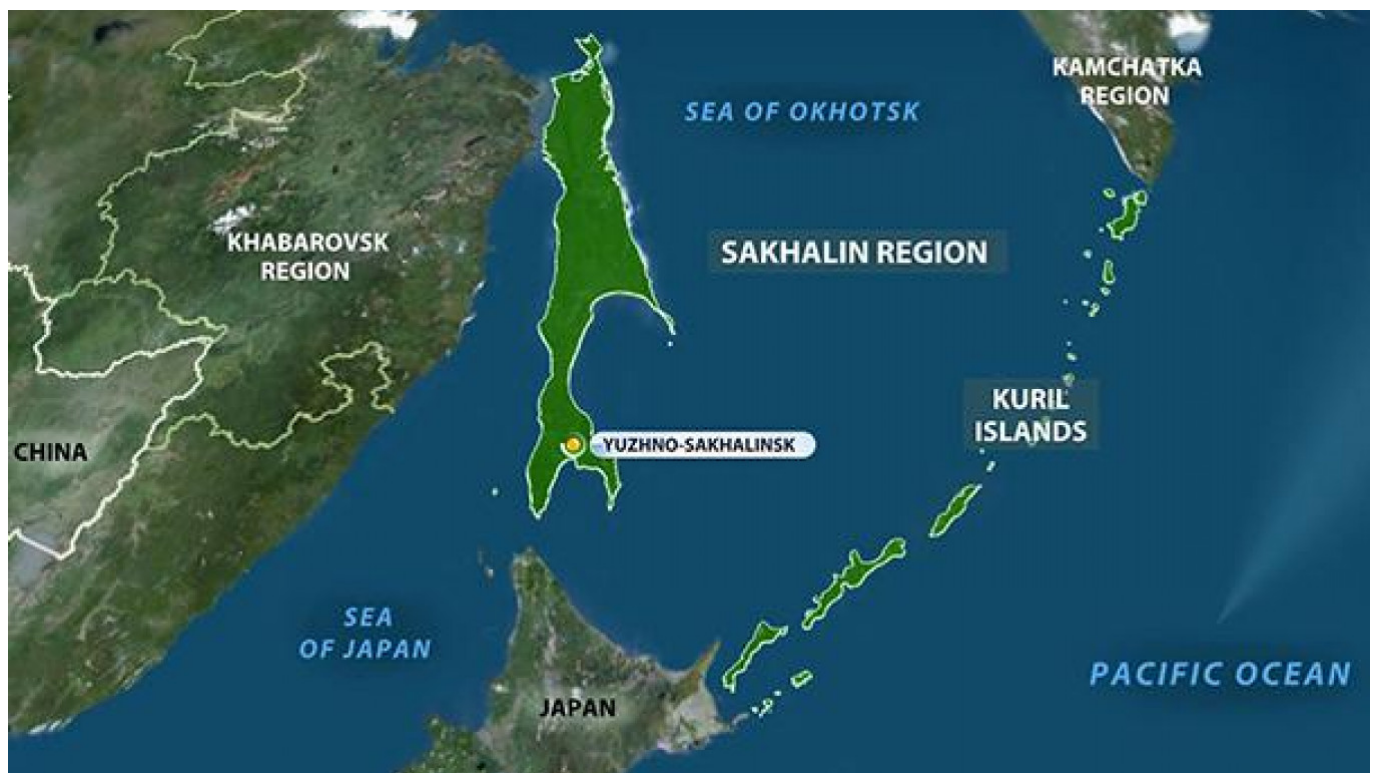 SEA OF OKHOTSK
KAMCHATKA
REGION
KHABAROVSK
REGION
SAKHALIN REGION
KURIL
ISLANDS
CHINA
YUZHNO-SAKHALINSK
SEA
OF JAPAN
PACIFIC OCEAN
JAPAN